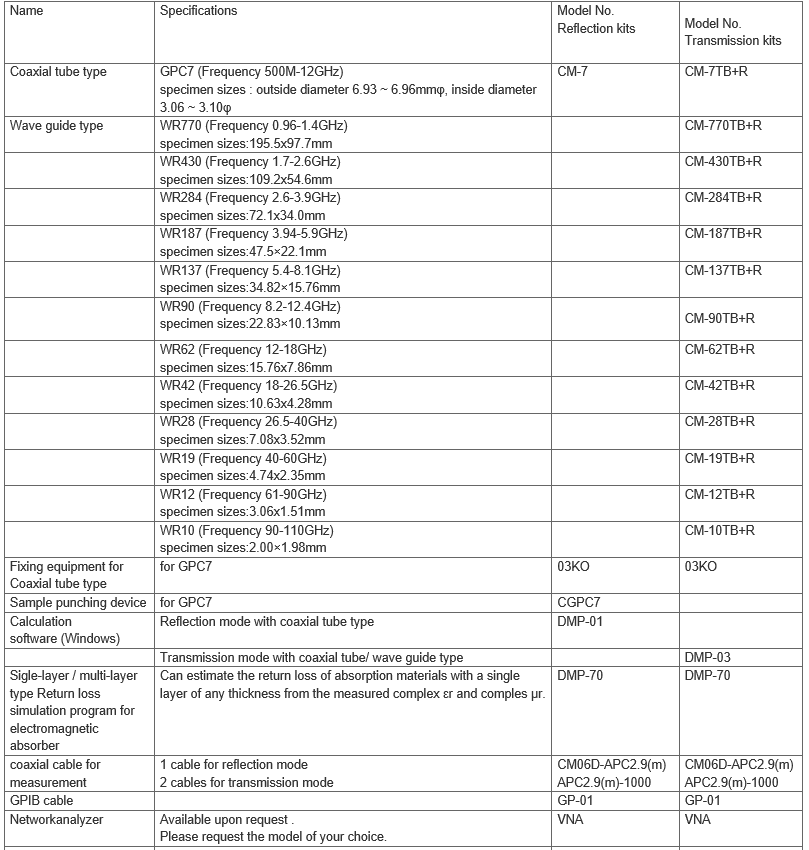 Name
Specifications
Model No.
Reflection kits
Model No.
Transmission kits
Coaxial tube type
GPC7 (Frequency 500M-12GHz)
specimen sizes : outside diameter 6.93 ~ 6.96mmφ, inside diameter
3.06 ~ 3.10φ
CM-7
CM-7TB+R
Wave guide type
WR770 (Frequency 0.96-1.4GHz)
specimen sizes:195.5x97.7mm
CM-770TB+R
WR430 (Frequency 1.7-2.6GHz)
specimen sizes:109.2x54.6mm
CM-430TB+R
WR284 (Frequency 2.6-3.9GHz)
specimen sizes:72.1x34.0mm
CM-284TB+R
WR187 (Frequency 3.94-5.9GHz)
specimen sizes:47.5×22.1mm
CM-187TB+R
WR137 (Frequency 5.4-8.1GHz)
specimen sizes:34.82×15.76mm
CM-137TB+R
WR90 (Frequency 8.2-12.4GHz)
specimen sizes:22.83×10.13mm
CM-90TB+R
WR62 (Frequency 12-18GHz)
specimen sizes:15.76x7.86mm
CM-62TB+R
WR42 (Frequency 18-26.5GHz)
specimen sizes:10.63x4.28mm
CM-42TB+R
WR28 (Frequency 26.5-40GHz)
specimen sizes:7.08x3.52mm
CM-28TB+R
WR19 (Frequency 40-60GHz)
specimen sizes:4.74x2.35mm
CM-19TB+R
WR12 (Frequency 61-90GHz)
specimen sizes:3.06x1.51mm
CM-12TB+R
WR10 (Frequency 90-110GHz)
specimen sizes:2.00×1.98mm
CM-10TB+R
Fixing equipment for
Coaxial tube type
for GPC7
03KO
03KO
Sample punching device
for GPC7
CGPC7
Calculation
software (Windows)
Reflection mode with coaxial tube type
DMP-01
Transmission mode with coaxial tube/ wave guide type
DMP-03
Sigle-layer / multi-layer
type Return loss
simulation program for
electromagnetic
absorber
Can estimate the return loss of absorption materials with a single
layer of any thickness from the measured complex εr and comples μr.
DMP-70
DMP-70
coaxial cable for
measurement
1 cable for reflection mode
2 cables for transmission mode
CM06D-APC2.9(m)
APC2.9(m)-1000
CM06D-APC2.9(m)
APC2.9(m)-1000
GPIB cable
GP-01
GP-01
Networkanalyzer
Available upon request .
Please request the model of your choice.
VNA
VNA